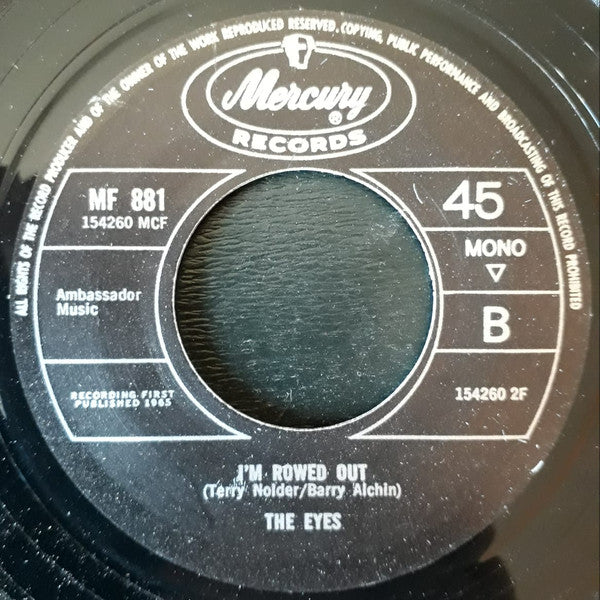 ALL RIGHTS OF THE RECORD PRODUCER AND OF THE OWNER OF THE WORK REPRODUCED RESERVED. COPYING, PUBLIC PERFORMANCE AND BROADCASTING OF THIS RECORD PROHIBITED
Mercury
®
RECORDS
MF 881
154260 MCF
45
MONO
Ambassador
Music
B
RECORDING FIRST
PUBLISHED 1965
154260 2F
I'M ROWED OUT
(Terry Nolder/Barry Alchin)
THE EYES